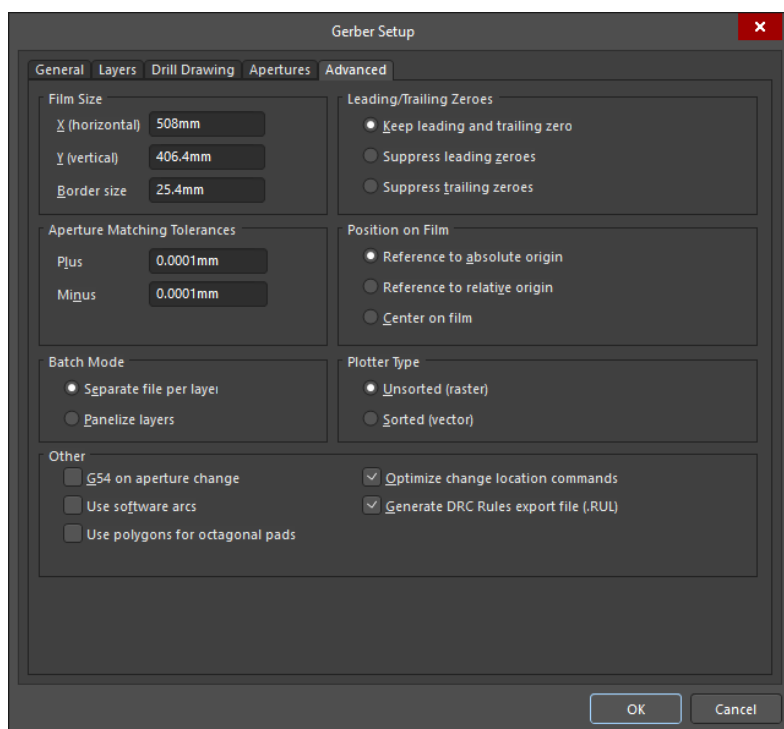 Gerber Setup
General Layers Drill Drawing Apertures Advanced
Film Size
X (horizontal) 508mm
Y (vertical) 406.4mm
Border size 25.4mm
Leading/Trailing Zeroes
Keep leading and trailing zero
Suppress leading zeroes
Suppress trailing zeroes
Aperture Matching Tolerances
Plus 0.0001mm
Minus 0.0001mm
Position on Film
Reference to absolute origin
Reference to relative origin
Center on film
Batch Mode
Separate file per layer
Panelize layers
Plotter Type
Unsorted (raster)
Sorted (vector)
Other
G54 on aperture change
Use software arcs
Use polygons for octagonal pads
Optimize change location commands
Generate DRC Rules export file (.RUL)
OK Cancel